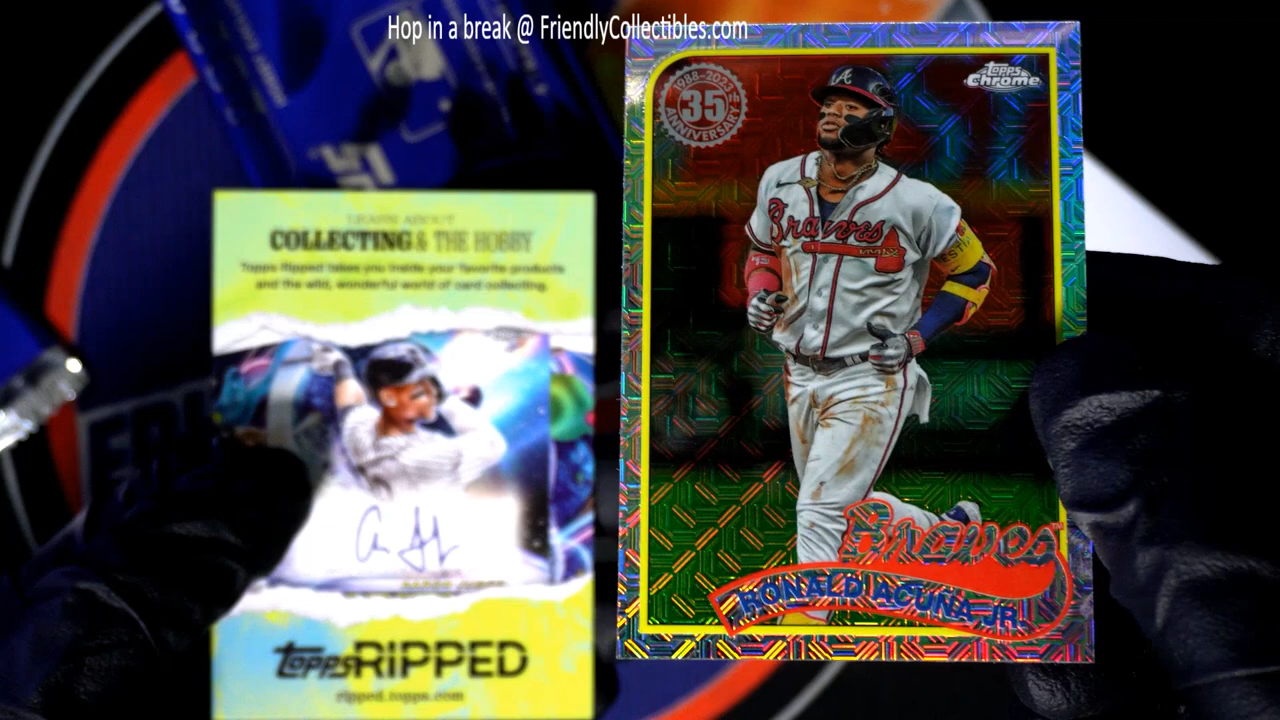 Hop in a break @ FriendlyCollectibles.com
topps
Chrome
1988-2023
35
ANNIVERSARY
Braves
Braves
RONALD ACUÑA JR.
LEARN ABOUT
COLLECTING & THE HOBBY
Topps Ripped takes you inside your favorite products
and the wild, wonderful world of card collecting.
topps RIPPED
ripped.topps.com